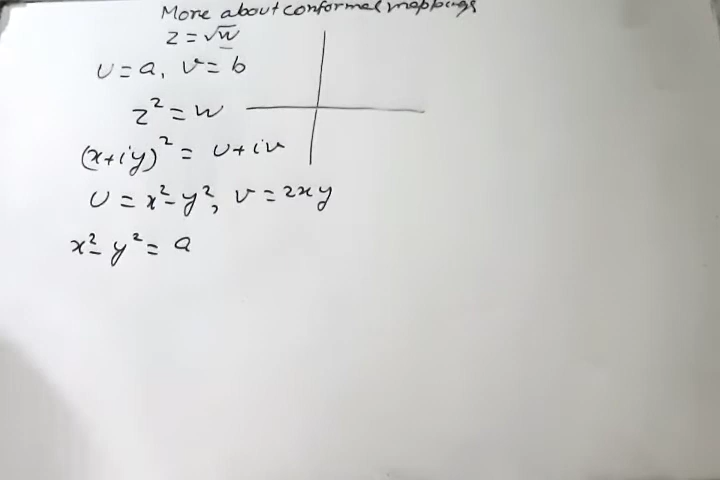 More about conformal mappings
z = √w
u = a, v = b
z² = w
(x+iy)² = u+iv
u = x²-y², v = 2xy
x²-y² = a